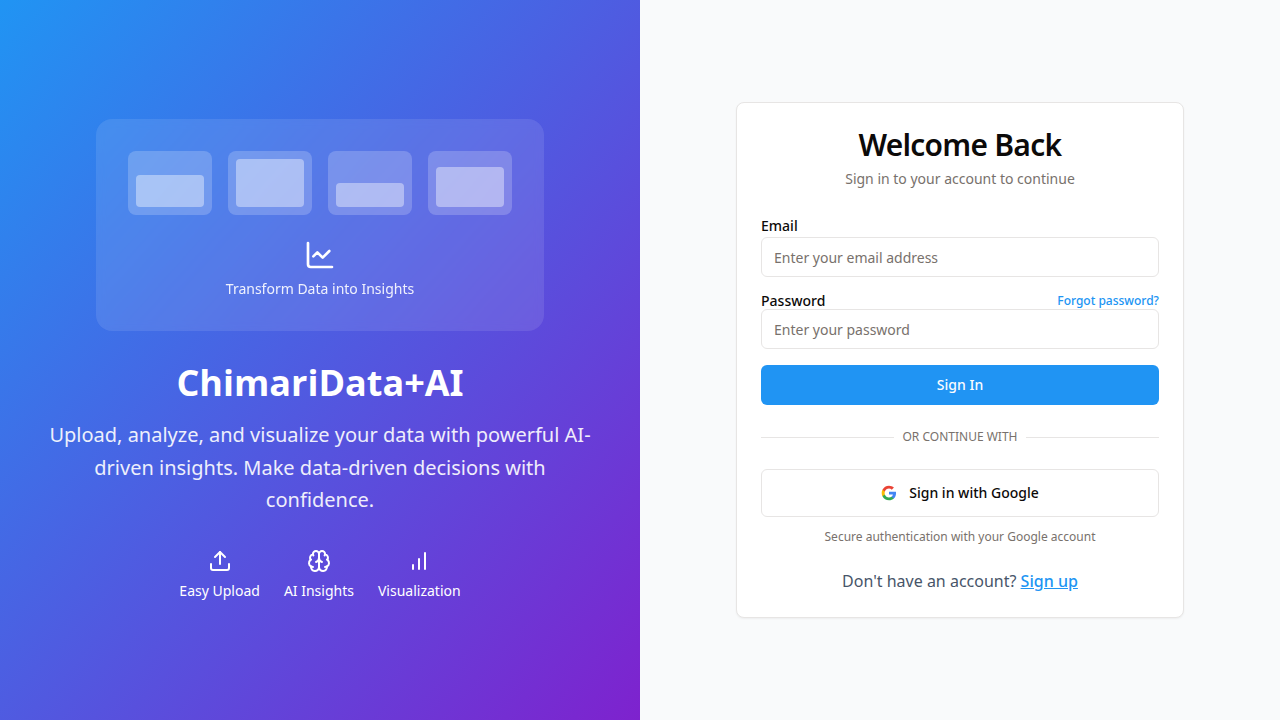 Transform Data into Insights
ChimariData+AI
Upload, analyze, and visualize your data with powerful AI-
driven insights. Make data-driven decisions with
confidence.
Easy Upload
AI Insights
Visualization
Welcome Back
Sign in to your account to continue
Email
Enter your email address
Password
Forgot password?
Enter your password
Sign In
OR CONTINUE WITH
Sign in with Google
Secure authentication with your Google account
Don't have an account? Sign up